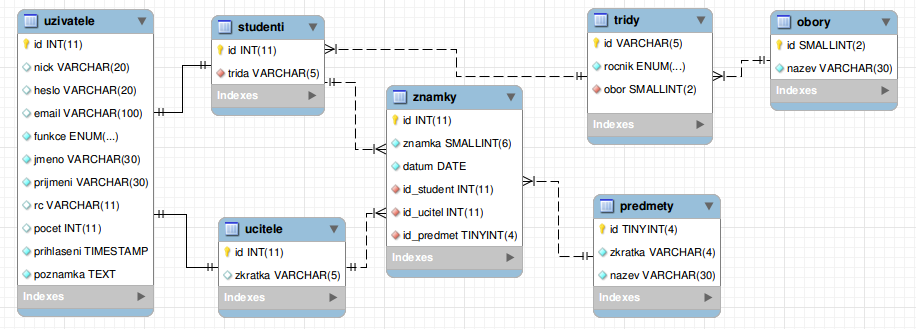 uzivatele
id INT(11)
nick VARCHAR(20)
heslo VARCHAR(20)
email VARCHAR(100)
funkce ENUM(...)
jmeno VARCHAR(30)
prijmeni VARCHAR(30)
rc VARCHAR(11)
pocet INT(11)
prihlaseni TIMESTAMP
poznamka TEXT
Indexes
studenti
id INT(11)
trida VARCHAR(5)
Indexes
ucitele
id INT(11)
zkratka VARCHAR(5)
Indexes
znamky
id INT(11)
znamka SMALLINT(6)
datum DATE
id_student INT(11)
id_ucitel INT(11)
id_predmet TINYINT(4)
Indexes
tridy
id VARCHAR(5)
rocnik ENUM(...)
obor SMALLINT(2)
Indexes
obory
id SMALLINT(2)
nazev VARCHAR(30)
Indexes
predmety
id TINYINT(4)
zkratka VARCHAR(4)
nazev VARCHAR(30)
Indexes